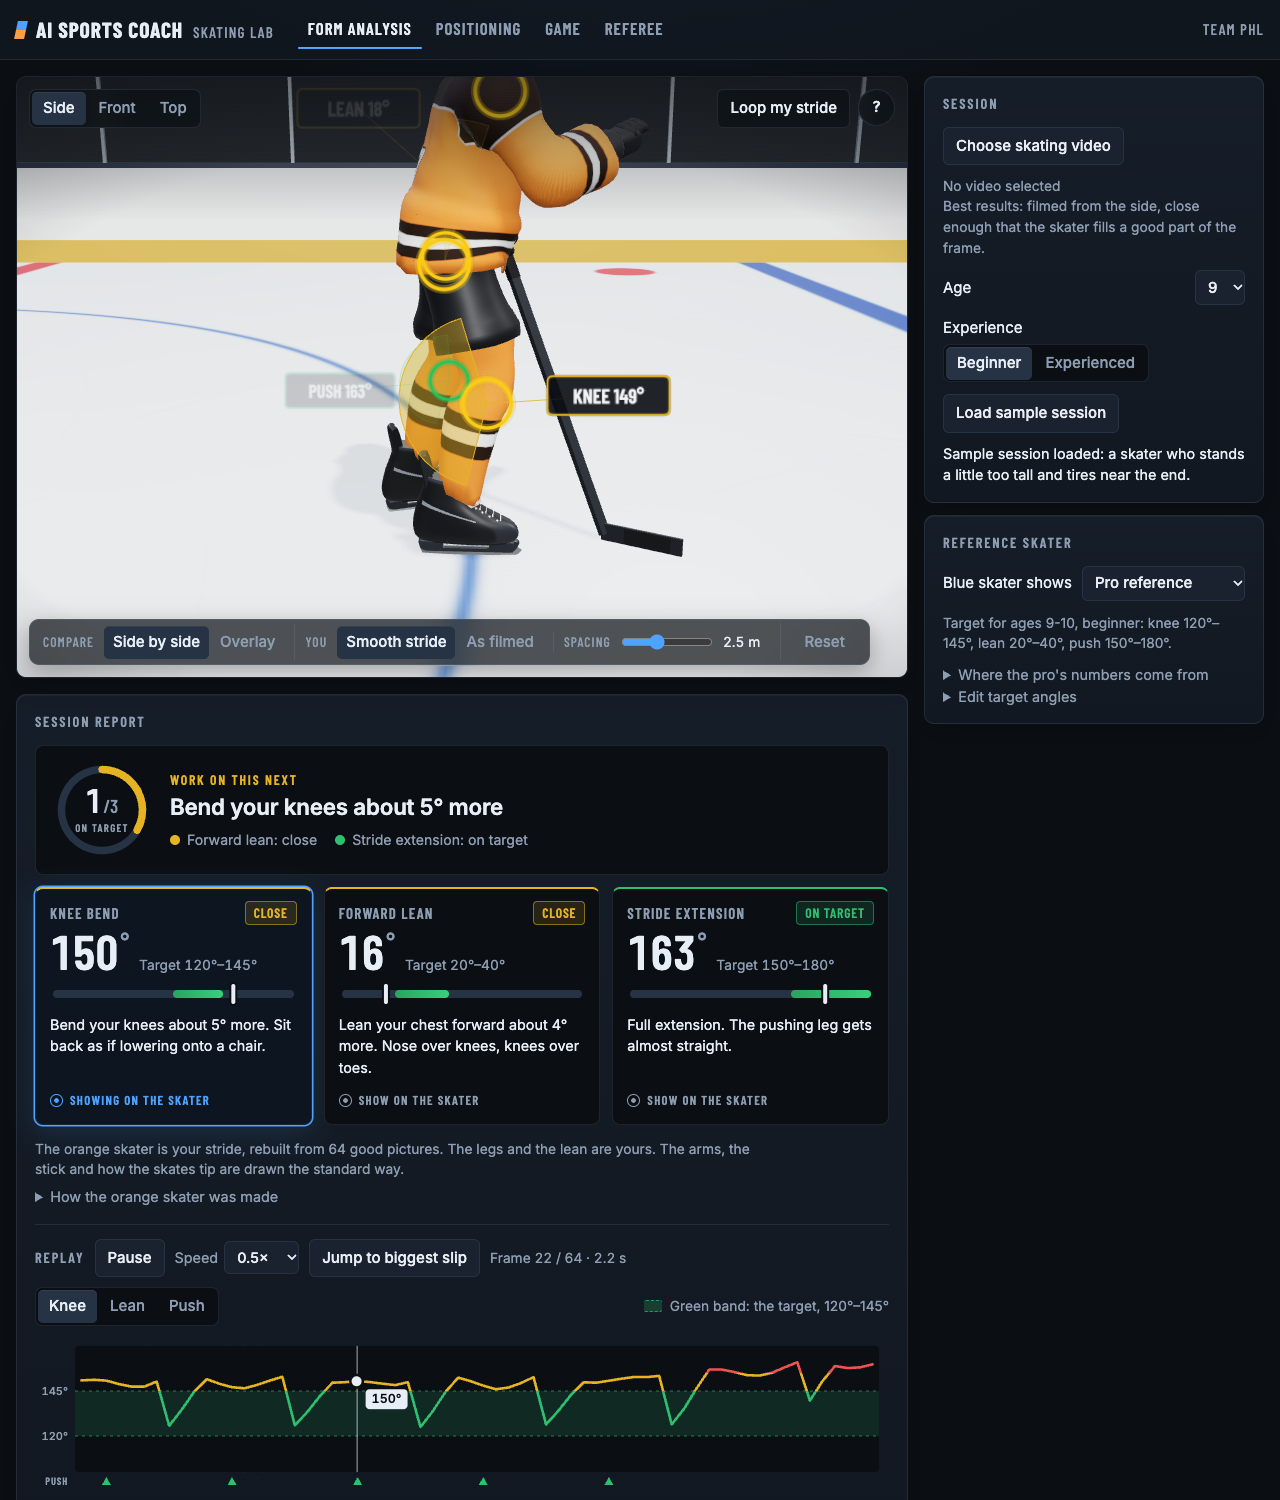 AI SPORTS COACH SKATING LAB FORM ANALYSIS POSITIONING GAME REFEREE TEAM PHL
Side Front Top LEAN 18° Loop my stride ?
PUSH 163° KNEE 149°
COMPARE Side by side Overlay YOU Smooth stride As filmed SPACING 2.5 m Reset
SESSION
Choose skating video
No video selected
Best results: filmed from the side, close
enough that the skater fills a good part of the
frame.
Age 9
Experience
Beginner Experienced
Load sample session
Sample session loaded: a skater who stands
a little too tall and tires near the end.
REFERENCE SKATER
Blue skater shows Pro reference
Target for ages 9-10, beginner: knee 120°–
145°, lean 20°–40°, push 150°–180°.
Where the pro's numbers come from
Edit target angles
SESSION REPORT
1/3
ON TARGET
WORK ON THIS NEXT
Bend your knees about 5° more
Forward lean: close Stride extension: on target
KNEE BEND CLOSE
150° Target 120°–145°
Bend your knees about 5° more. Sit
back as if lowering onto a chair.
SHOWING ON THE SKATER
FORWARD LEAN CLOSE
16° Target 20°–40°
Lean your chest forward about 4°
more. Nose over knees, knees over
toes.
SHOW ON THE SKATER
STRIDE EXTENSION ON TARGET
163° Target 150°–180°
Full extension. The pushing leg gets
almost straight.
SHOW ON THE SKATER
The orange skater is your stride, rebuilt from 64 good pictures. The legs and the lean are yours. The arms, the
stick and how the skates tip are drawn the standard way.
How the orange skater was made
REPLAY Pause Speed 0.5× Jump to biggest slip Frame 22 / 64 · 2.2 s
Knee Lean Push Green band: the target, 120°–145°
145°
150°
120°
PUSH